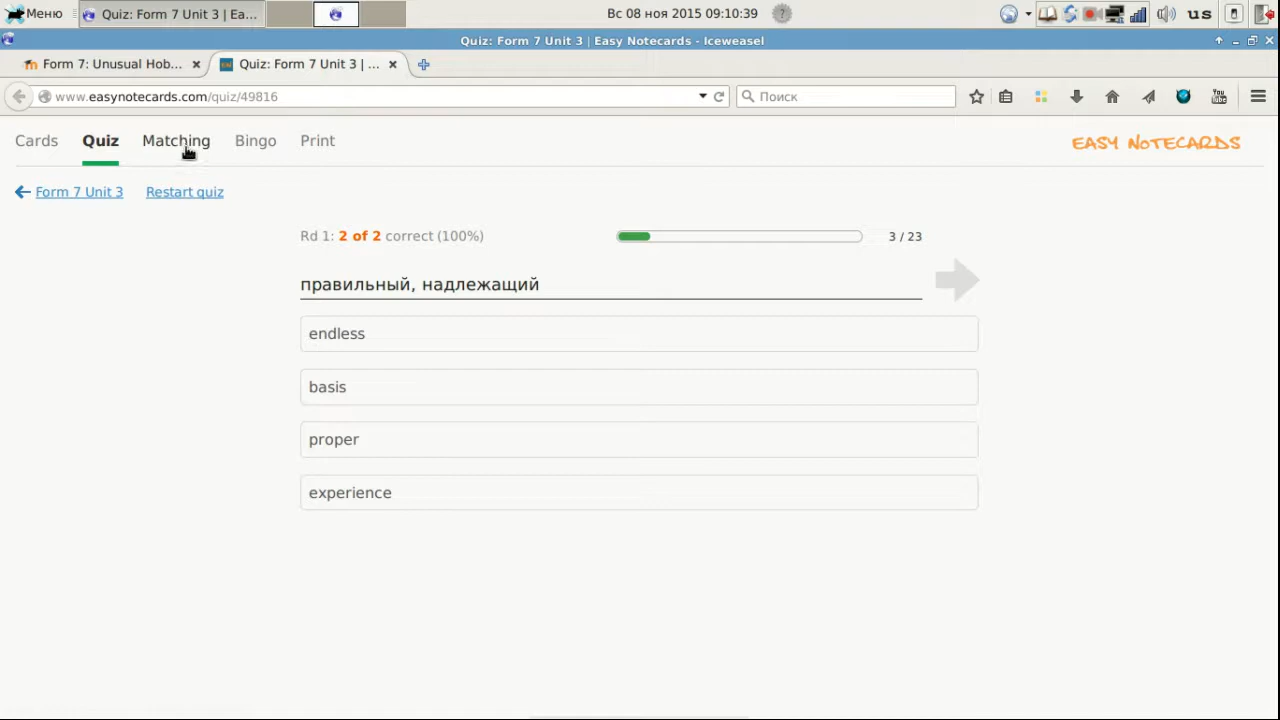 Меню
Quiz: Form 7 Unit 3 | Ea...
Вс 08 ноя 2015 09:10:39
?
us
Quiz: Form 7 Unit 3 | Easy Notecards - Iceweasel
Form 7: Unusual Hob...
Quiz: Form 7 Unit 3 | ...
www.easynotecards.com/quiz/49816
Поиск
You
Cards
Quiz
Matching
Bingo
Print
EASY NOTECARDS
Form 7 Unit 3
Restart quiz
Rd 1: 2 of 2 correct (100%)
3 / 23
правильный, надлежащий
endless
basis
proper
experience